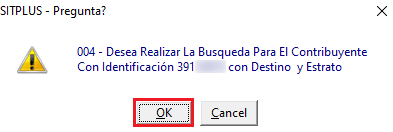 SITPLUS - Pregunta?
004 - Desea Realizar La Busqueda Para El Contribuyente
Con Identificación 391 con Destino y Estrato
OK Cancel